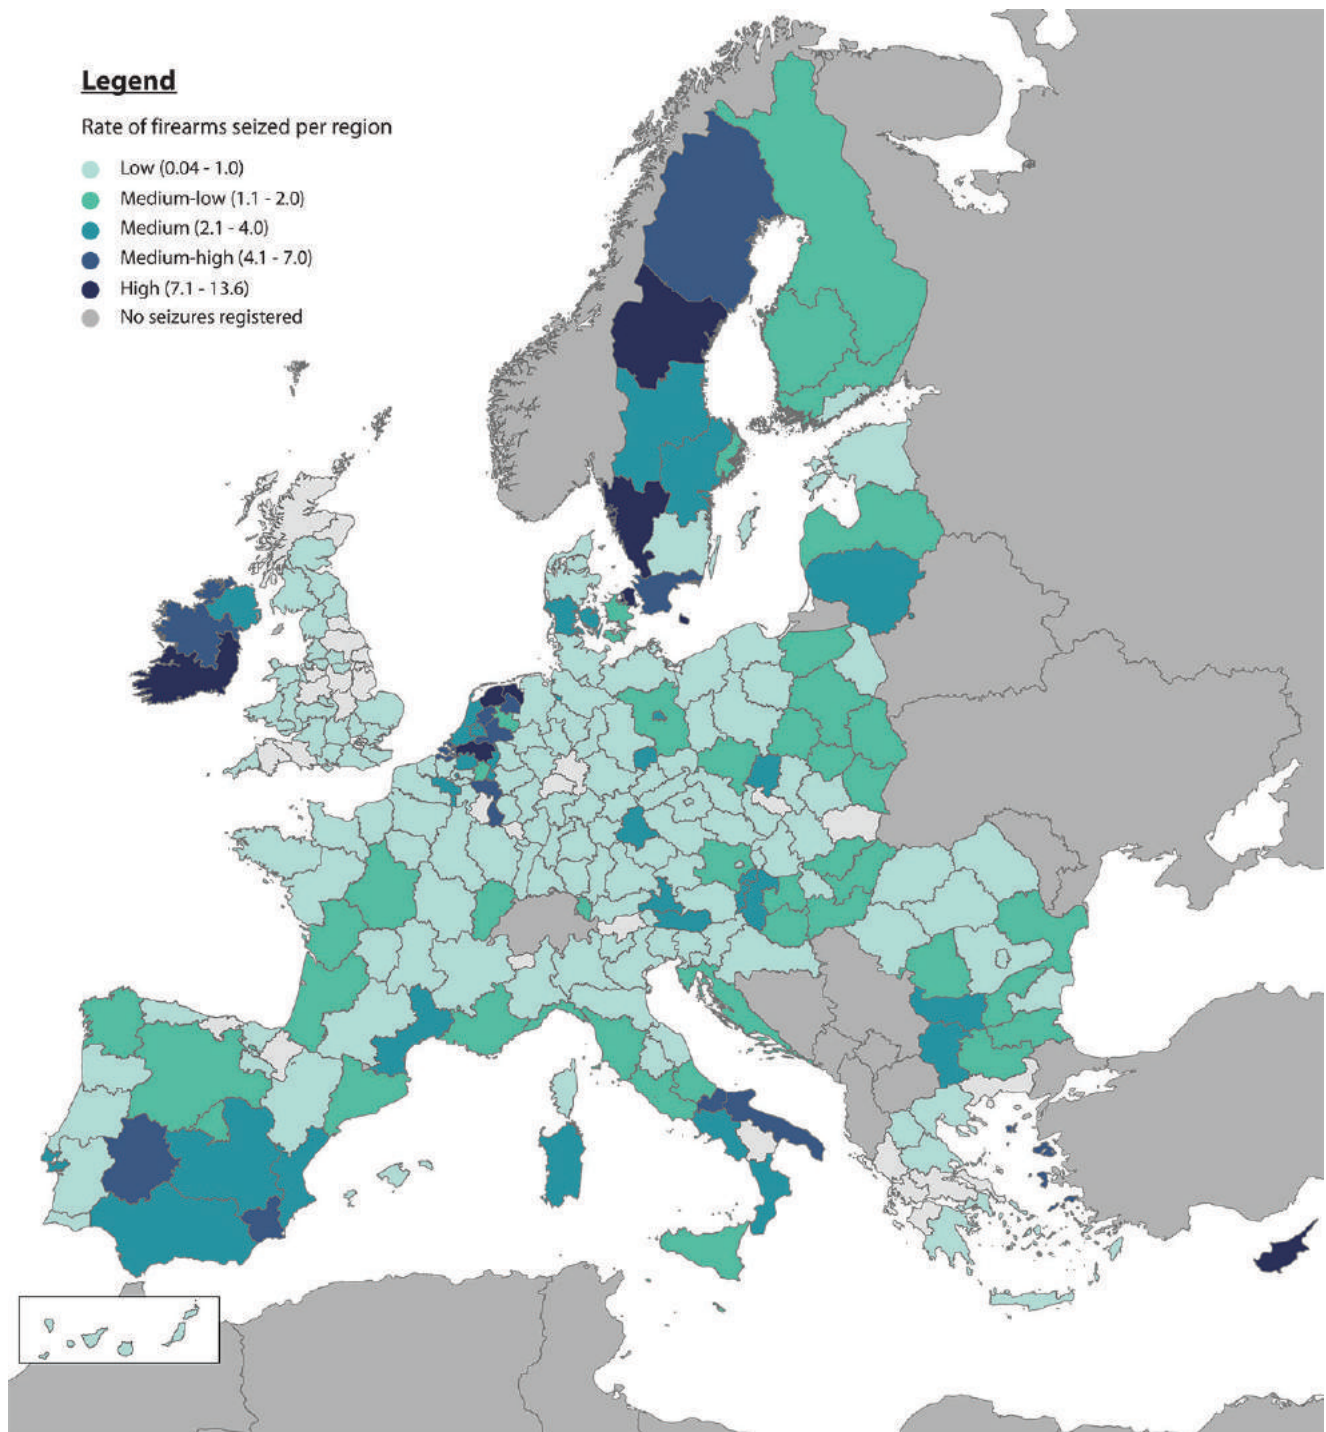 Legend
Rate of firearms seized per region
Low (0.04 - 1.0)
Medium-low (1.1 - 2.0)
Medium (2.1 - 4.0)
Medium-high (4.1 - 7.0)
High (7.1 - 13.6)
No seizures registered